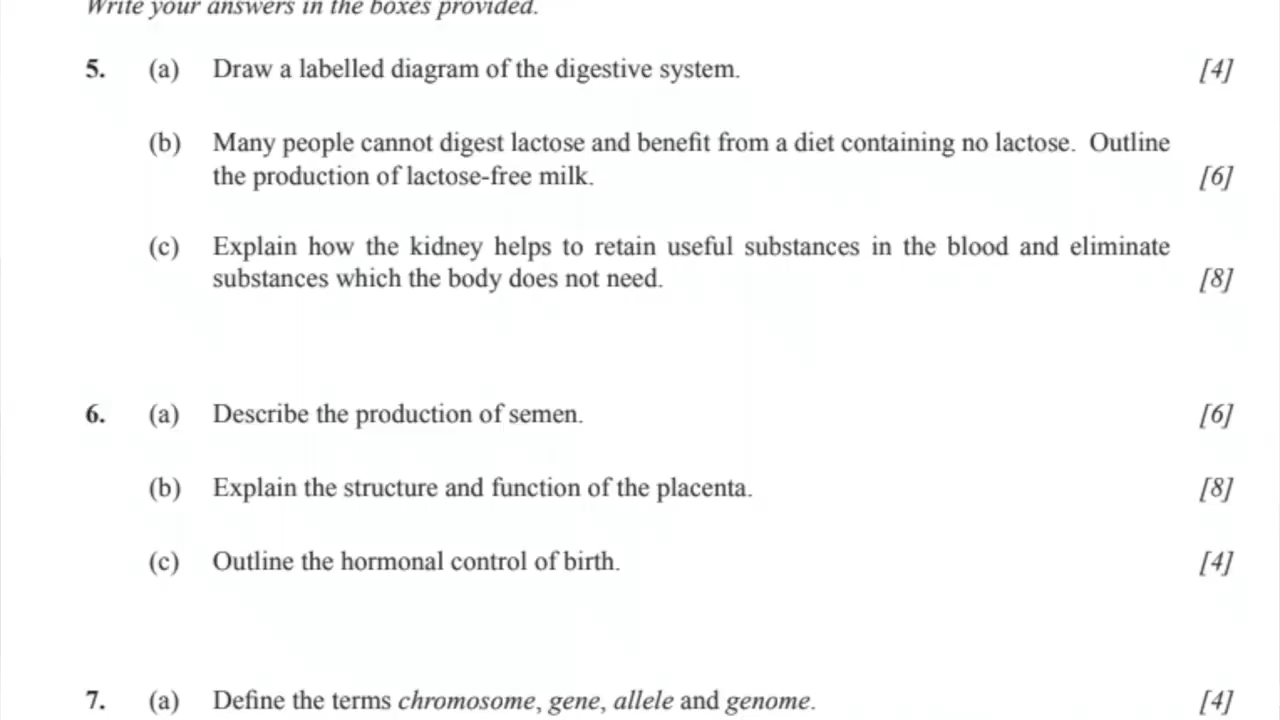 Write your answers in the boxes provided.
5. (a) Draw a labelled diagram of the digestive system. [4]
(b) Many people cannot digest lactose and benefit from a diet containing no lactose. Outline
the production of lactose-free milk. [6]
(c) Explain how the kidney helps to retain useful substances in the blood and eliminate
substances which the body does not need. [8]
6. (a) Describe the production of semen. [6]
(b) Explain the structure and function of the placenta. [8]
(c) Outline the hormonal control of birth. [4]
7. (a) Define the terms chromosome, gene, allele and genome. [4]